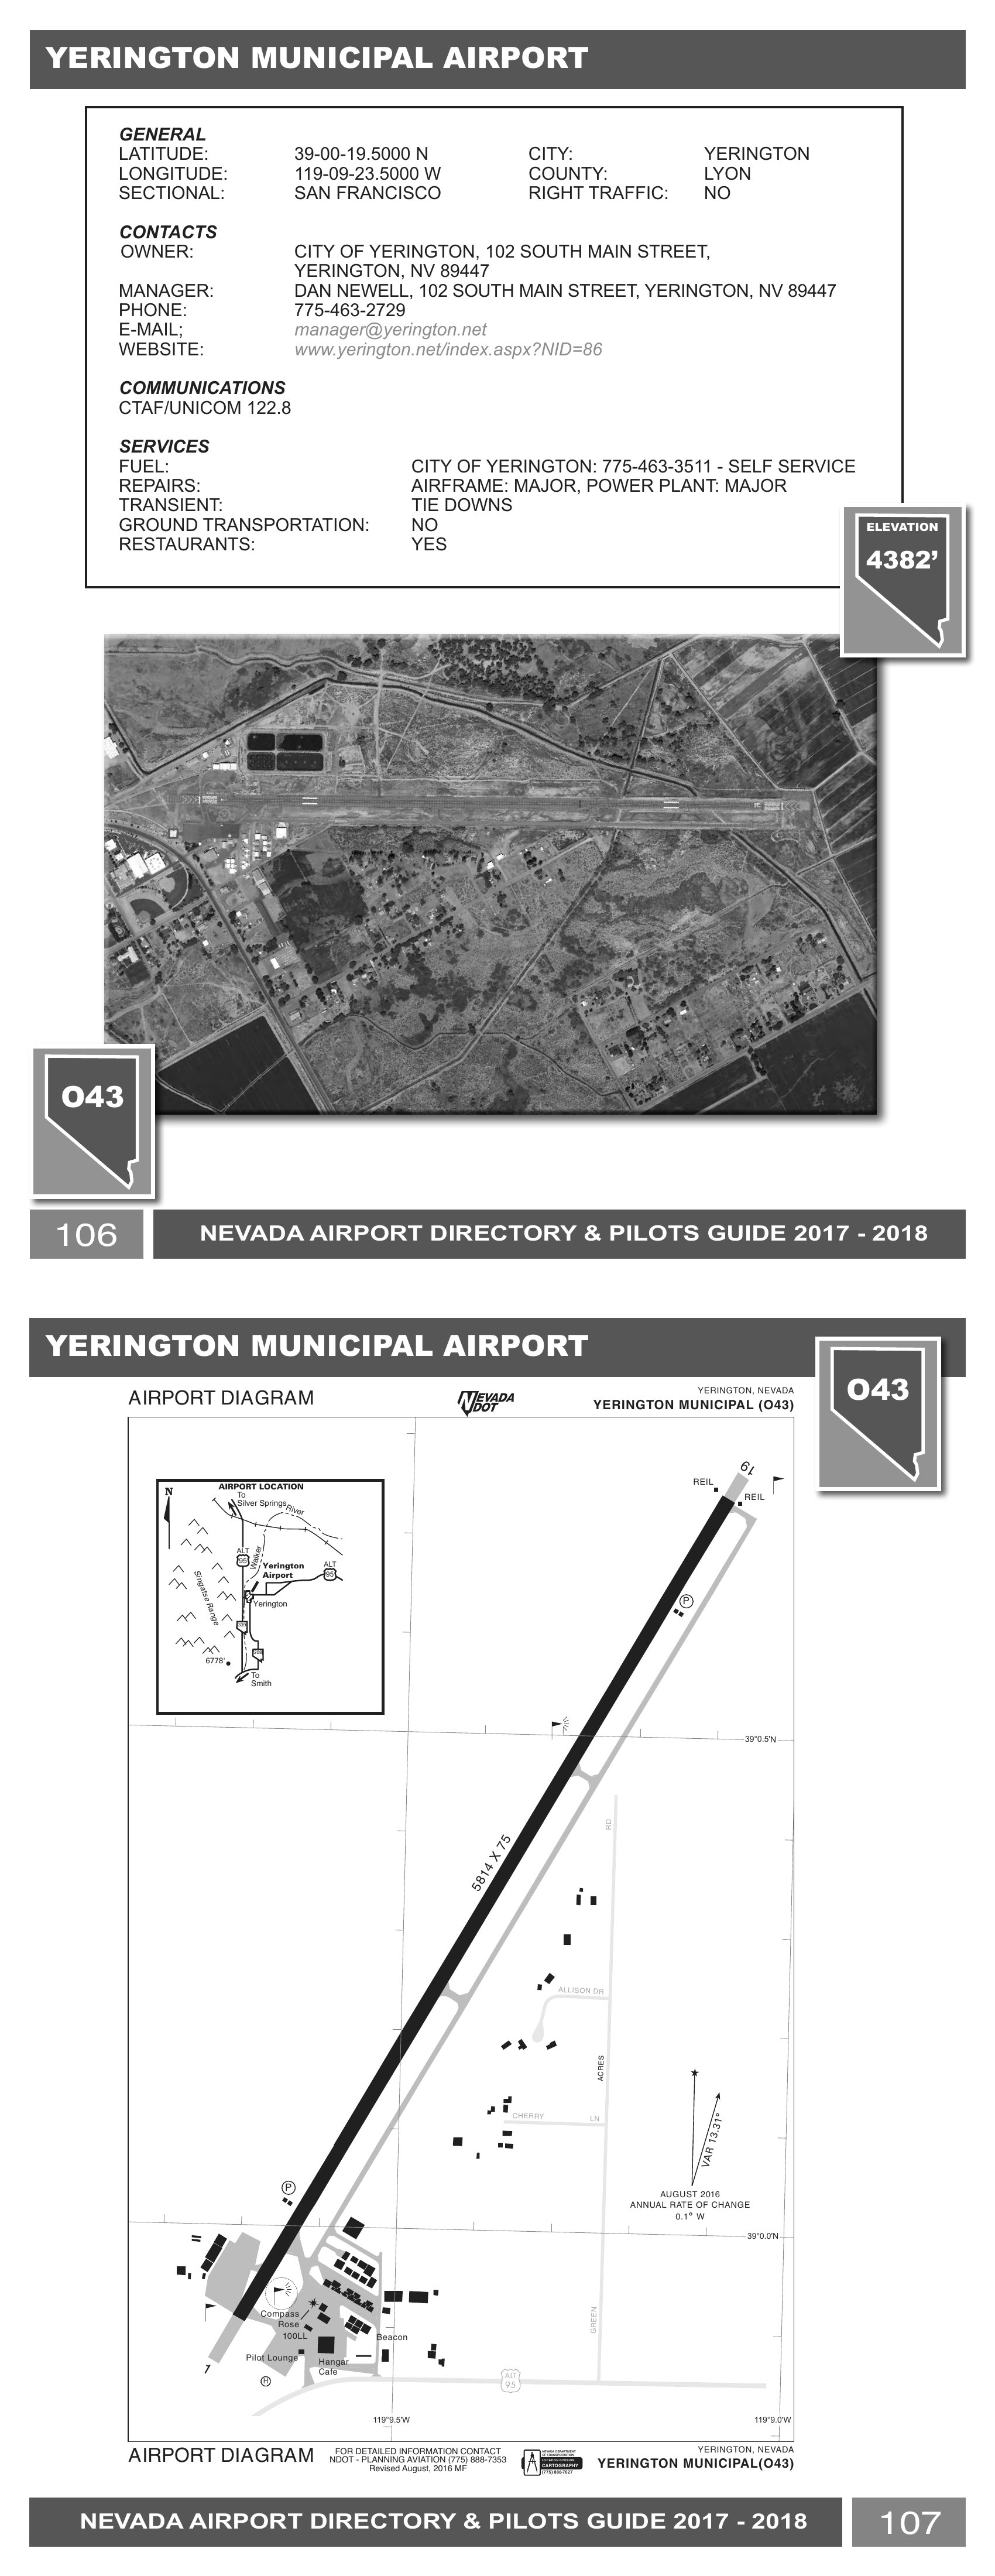 YERINGTON MUNICIPAL AIRPORT
GENERAL
LATITUDE: 39-00-19.5000 N CITY: YERINGTON
LONGITUDE: 119-09-23.5000 W COUNTY: LYON
SECTIONAL: SAN FRANCISCO RIGHT TRAFFIC: NO
CONTACTS
OWNER: CITY OF YERINGTON, 102 SOUTH MAIN STREET,
YERINGTON, NV 89447
MANAGER: DAN NEWELL, 102 SOUTH MAIN STREET, YERINGTON, NV 89447
PHONE: 775-463-2729
E-MAIL; manager@yerington.net
WEBSITE: www.yerington.net/index.aspx?NID=86
COMMUNICATIONS
CTAF/UNICOM 122.8
SERVICES
FUEL: CITY OF YERINGTON: 775-463-3511 - SELF SERVICE
REPAIRS: AIRFRAME: MAJOR, POWER PLANT: MAJOR
TRANSIENT: TIE DOWNS
GROUND TRANSPORTATION: NO
RESTAURANTS: YES
ELEVATION
4382’
O43
106 NEVADA AIRPORT DIRECTORY & PILOTS GUIDE 2017 - 2018
YERINGTON MUNICIPAL AIRPORT
O43
AIRPORT DIAGRAM
NEVADA
DOT
YERINGTON, NEVADA
YERINGTON MUNICIPAL (O43)
19
REIL
REIL
AIRPORT LOCATION
N
To
Silver Springs
River
Walker
ALT
95
Yerington
Airport
ALT
95
Singatse Range
Yerington
6778'
To
Smith
P
39°0.5'N
5814 X 75
RD
ALLISON DR
ACRES
CHERRY LN
VAR 13.31°
AUGUST 2016
ANNUAL RATE OF CHANGE
0.1° W
P
39°0.0'N
Compass
Rose
100LL
Beacon
Pilot Lounge
Hangar
Cafe
GREEN
1
H
ALT
95
119°9.5'W
119°9.0'W
AIRPORT DIAGRAM
FOR DETAILED INFORMATION CONTACT
NDOT - PLANNING AVIATION (775) 888-7353
Revised August, 2016 MF
NEVADA DEPARTMENT
OF TRANSPORTATION
LOCATION DIVISION
CARTOGRAPHY
(775) 888-7627
YERINGTON, NEVADA
YERINGTON MUNICIPAL(O43)
NEVADA AIRPORT DIRECTORY & PILOTS GUIDE 2017 - 2018 107